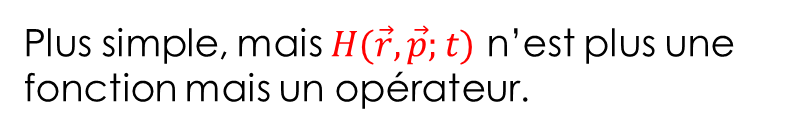 Plus simple, mais 𝐻(𝑟⃗, 𝑝⃗; 𝑡) n’est plus une
fonction mais un opérateur.